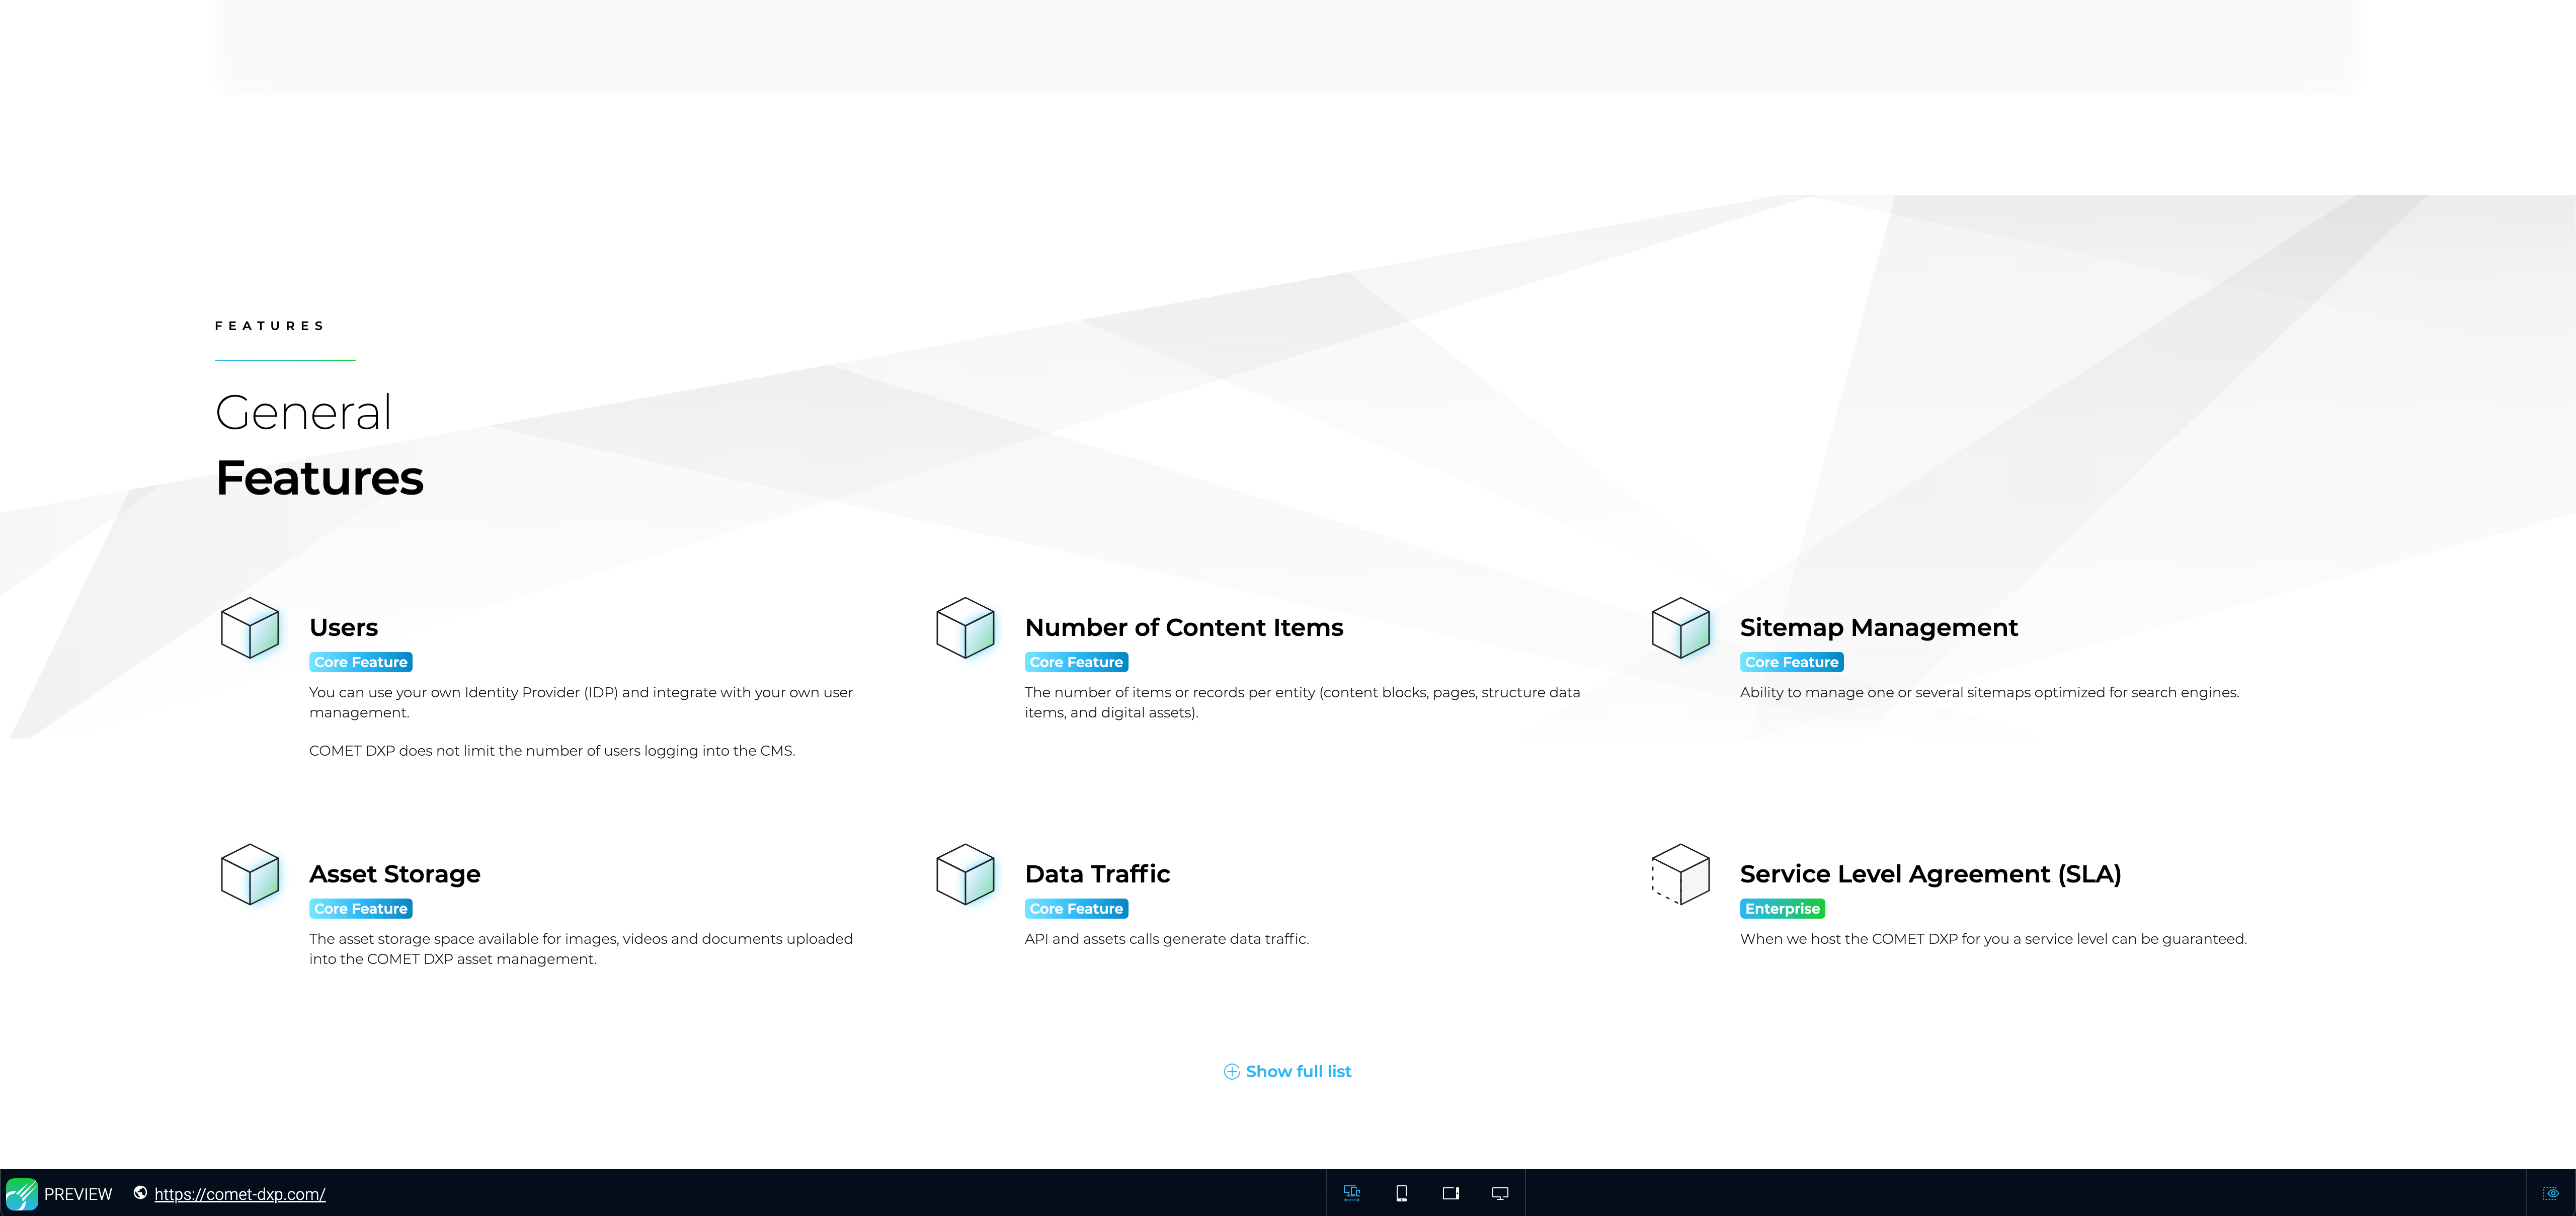 FEATURES
General
Features
Users
Core Feature
You can use your own Identity Provider (IDP) and integrate with your own user
management.
COMET DXP does not limit the number of users logging into the CMS.
Number of Content Items
Core Feature
The number of items or records per entity (content blocks, pages, structure data
items, and digital assets).
Sitemap Management
Core Feature
Ability to manage one or several sitemaps optimized for search engines.
Asset Storage
Core Feature
The asset storage space available for images, videos and documents uploaded
into the COMET DXP asset management.
Data Traffic
Core Feature
API and assets calls generate data traffic.
Service Level Agreement (SLA)
Enterprise
When we host the COMET DXP for you a service level can be guaranteed.
Show full list
PREVIEW
https://comet-dxp.com/